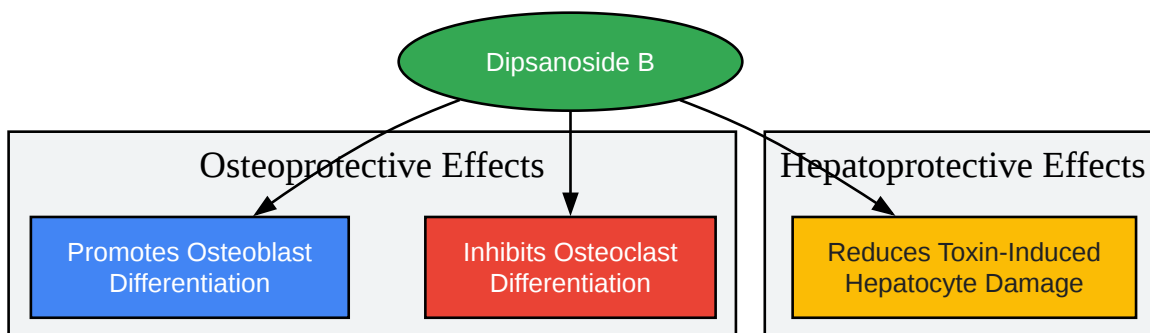 Dipsanoside B
Osteoprotective Effects
Hepatoprotective Effects
Promotes Osteoblast
Differentiation
Inhibits Osteoclast
Differentiation
Reduces Toxin-Induced
Hepatocyte Damage